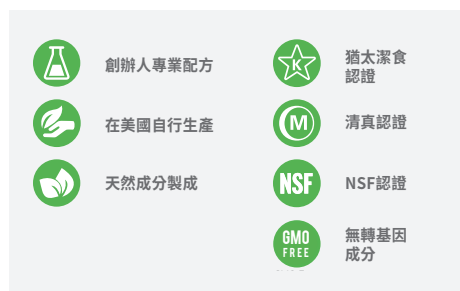 創辦人專業配方
在美國自行生產
天然成分製成
K
猶太潔食
認證
M
清真認證
NSF
NSF認證
GMO
FREE
無轉基因
成分